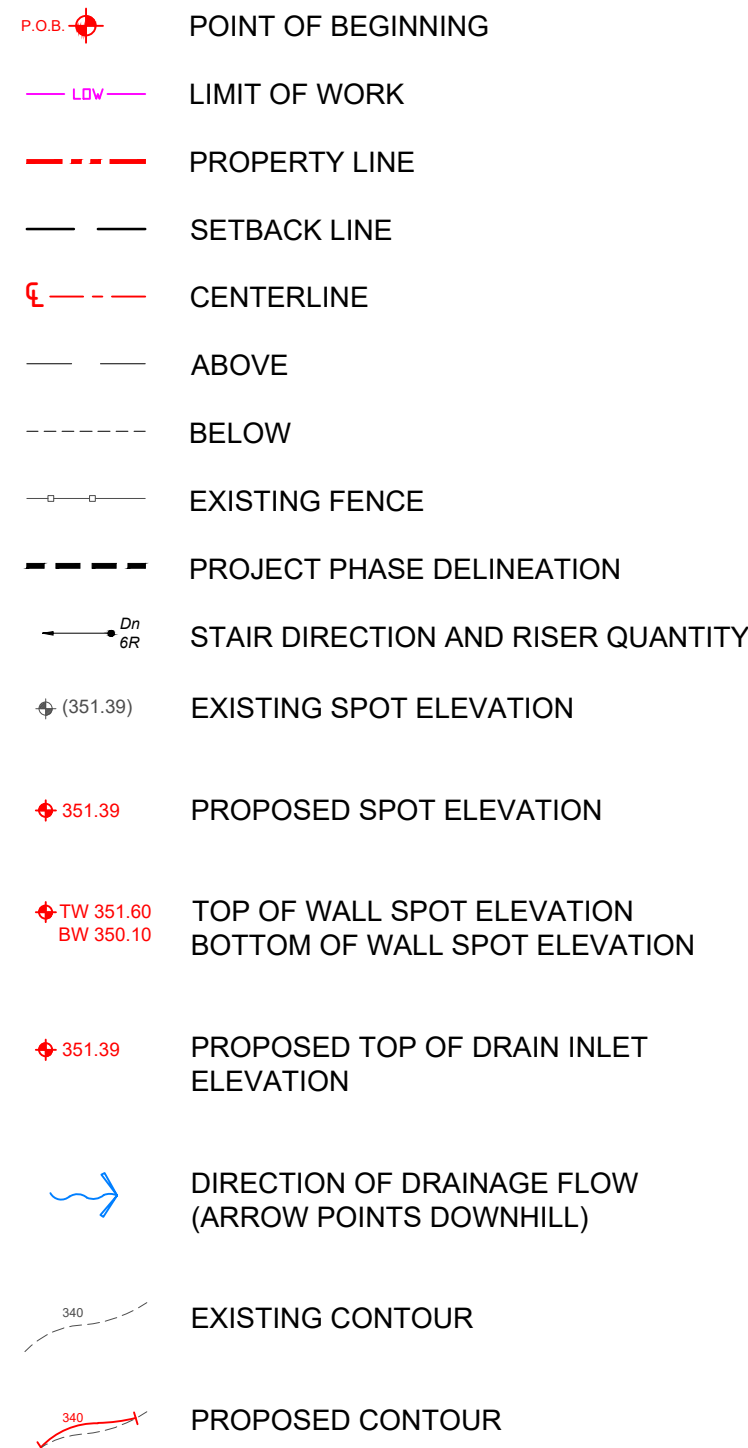 P.O.B. POINT OF BEGINNING
LOW LIMIT OF WORK
PROPERTY LINE
SETBACK LINE
℄ CENTERLINE
ABOVE
BELOW
EXISTING FENCE
PROJECT PHASE DELINEATION
Dn
6R
STAIR DIRECTION AND RISER QUANTITY
(351.39) EXISTING SPOT ELEVATION
351.39 PROPOSED SPOT ELEVATION
TW 351.60 TOP OF WALL SPOT ELEVATION
BW 350.10 BOTTOM OF WALL SPOT ELEVATION
351.39 PROPOSED TOP OF DRAIN INLET
ELEVATION
DIRECTION OF DRAINAGE FLOW
(ARROW POINTS DOWNHILL)
340 EXISTING CONTOUR
340 PROPOSED CONTOUR